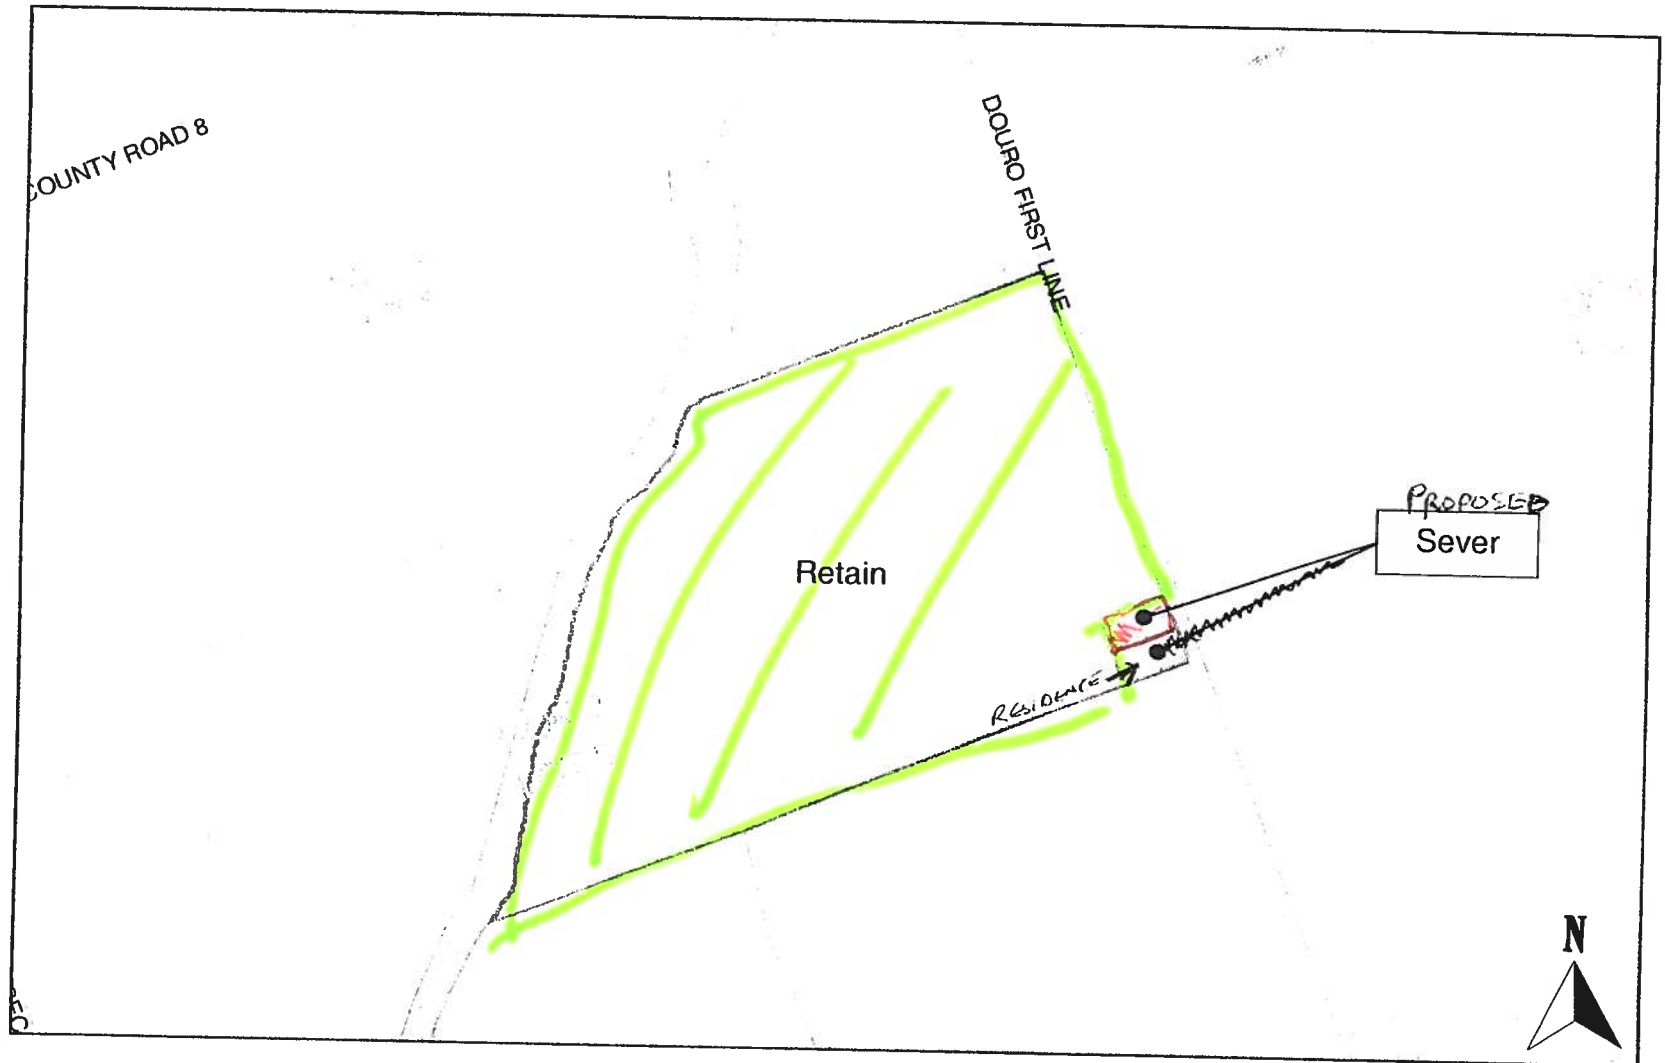 COUNTY ROAD 8
DOURO FIRST LINE
PROPOSED
Sever
Retain
RESIDENCE
N